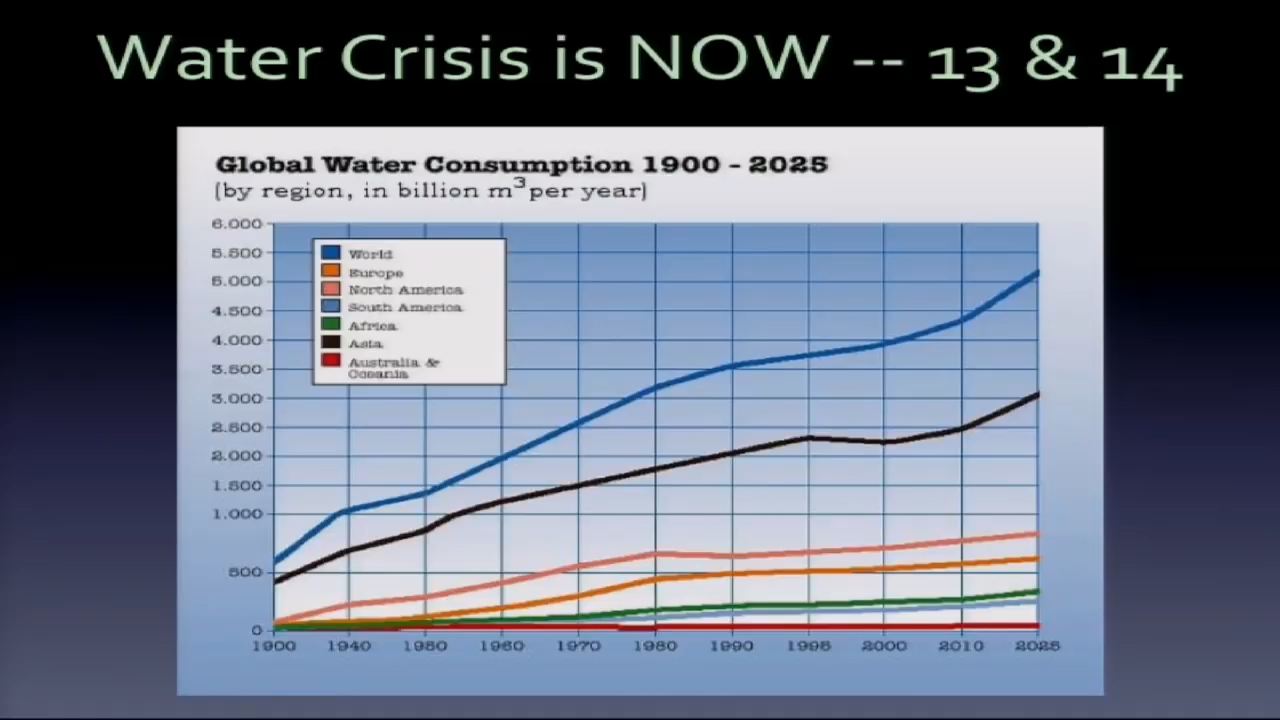 Water Crisis is NOW -- 13 & 14
Global Water Consumption 1900 - 2025
(by region, in billion m³ per year)
6.000
5.500
5.000
4.500
4.000
3.500
3.000
2.500
2.000
1.500
1.000
500
0
World
Europe
North America
South America
Africa
Asia
Australia &
Oceania
1900 1940 1950 1960 1970 1980 1990 1995 2000 2010 2025